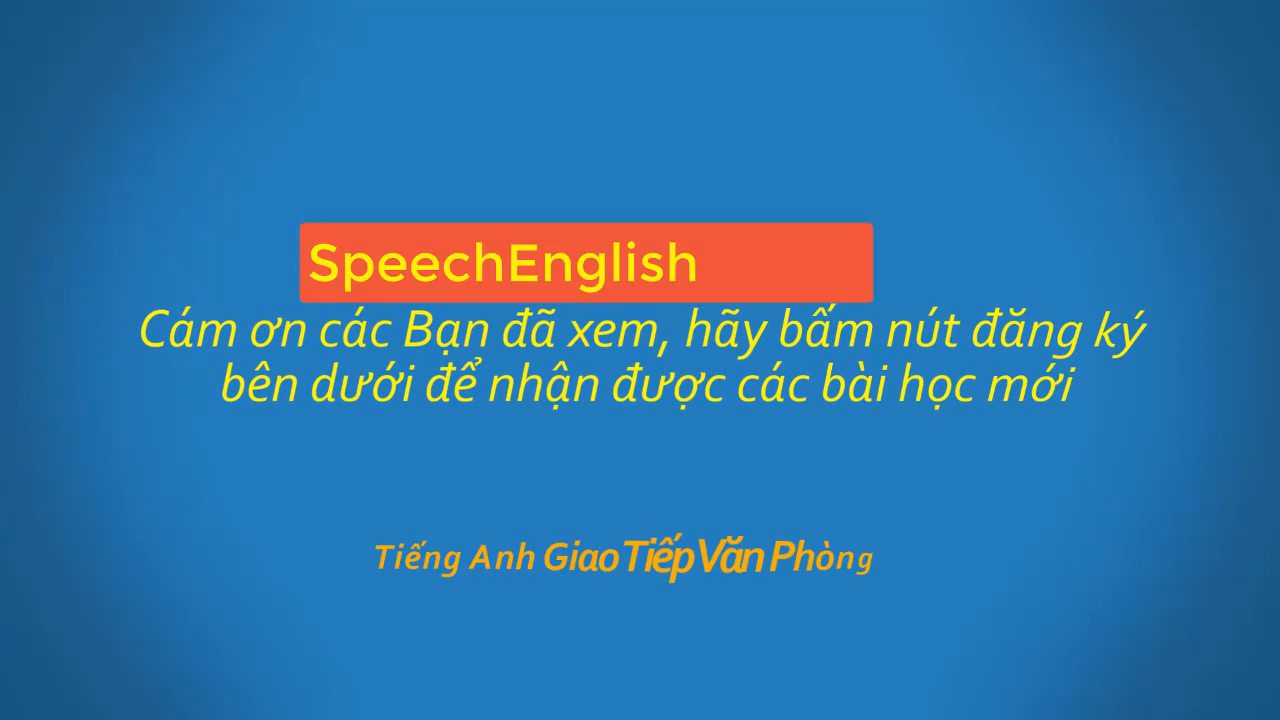 SpeechEnglish
Cám ơn các Bạn đã xem, hãy bấm nút đăng ký
bên dưới để nhận được các bài học mới
Tiếng Anh Giao Tiếp Văn Phòng